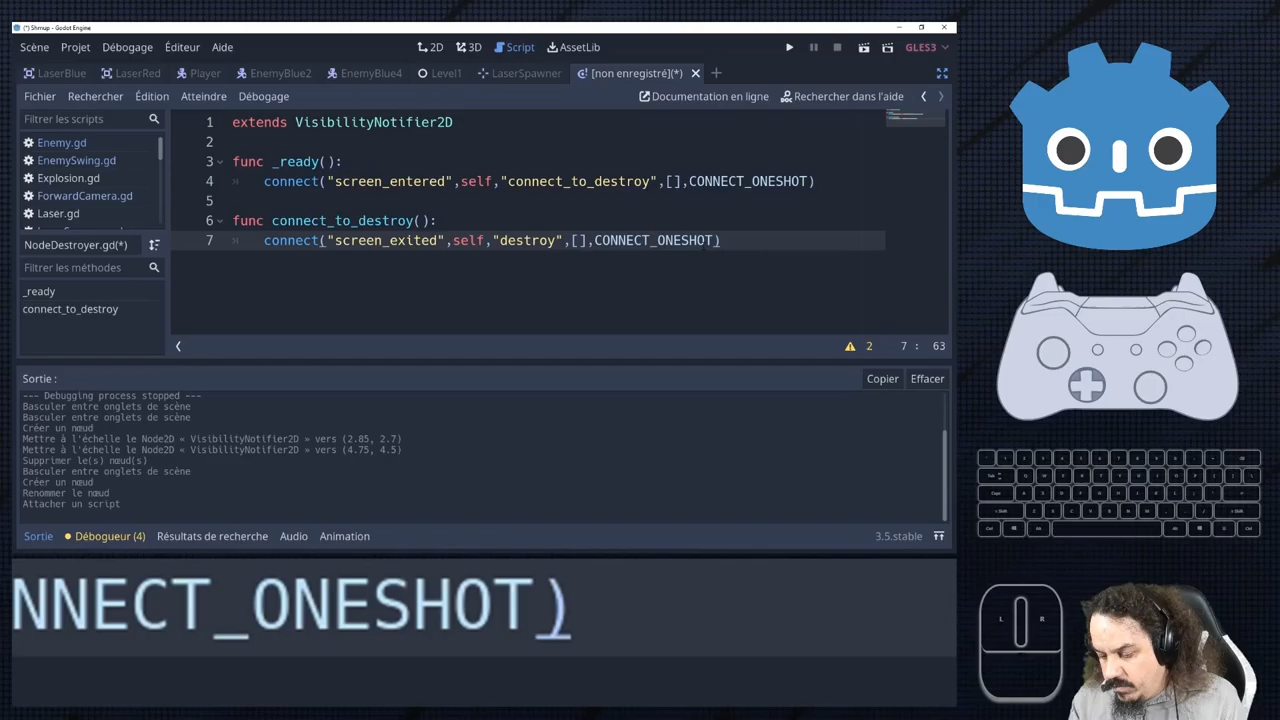 (*) Shmup - Godot Engine
Scène Projet Débogage Éditeur Aide
2D 3D Script AssetLib
GLES3
LaserBlue LaserRed Player EnemyBlue2 EnemyBlue4 Level1 LaserSpawner [non enregistré](*)
Fichier Rechercher Édition Atteindre Débogage
Documentation en ligne Rechercher dans l'aide
Filtrer les scripts
Enemy.gd
EnemySwing.gd
Explosion.gd
ForwardCamera.gd
Laser.gd
NodeDestroyer.gd(*)
Filtrer les méthodes
_ready
connect_to_destroy
1 extends VisibilityNotifier2D
2
3 func _ready():
4 connect("screen_entered",self,"connect_to_destroy",[],CONNECT_ONESHOT)
5
6 func connect_to_destroy():
7 connect("screen_exited",self,"destroy",[],CONNECT_ONESHOT)
2 7 : 63
Sortie :
Copier Effacer
--- Debugging process stopped ---
Basculer entre onglets de scène
Basculer entre onglets de scène
Créer un nœud
Mettre à l'échelle le Node2D « VisibilityNotifier2D » vers (2.85, 2.7)
Mettre à l'échelle le Node2D « VisibilityNotifier2D » vers (4.75, 4.5)
Supprimer le(s) nœud(s)
Basculer entre onglets de scène
Créer un nœud
Renommer le nœud
Attacher un script
Sortie Débogueur (4) Résultats de recherche Audio Animation
3.5.stable
NNECT_ONESHOT)
L R